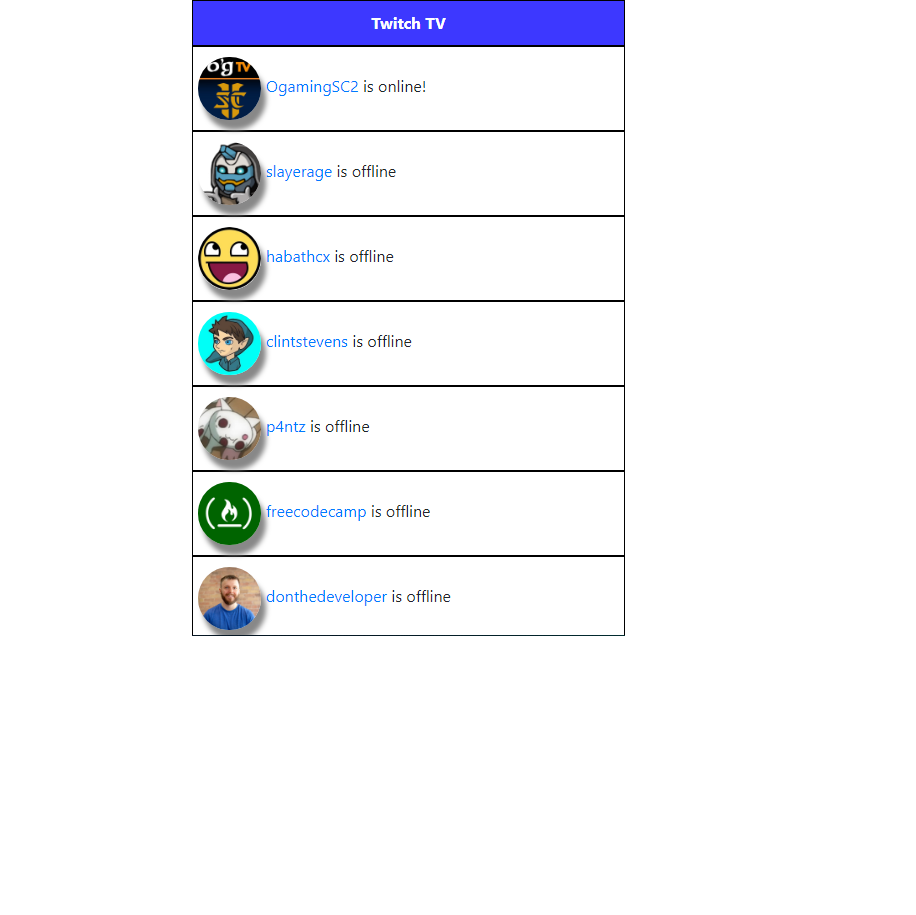 Twitch TV
O'gTV
OgamingSC2 is online!
slayerage is offline
habathcx is offline
clintstevens is offline
p4ntz is offline
freecodecamp is offline
donthedeveloper is offline